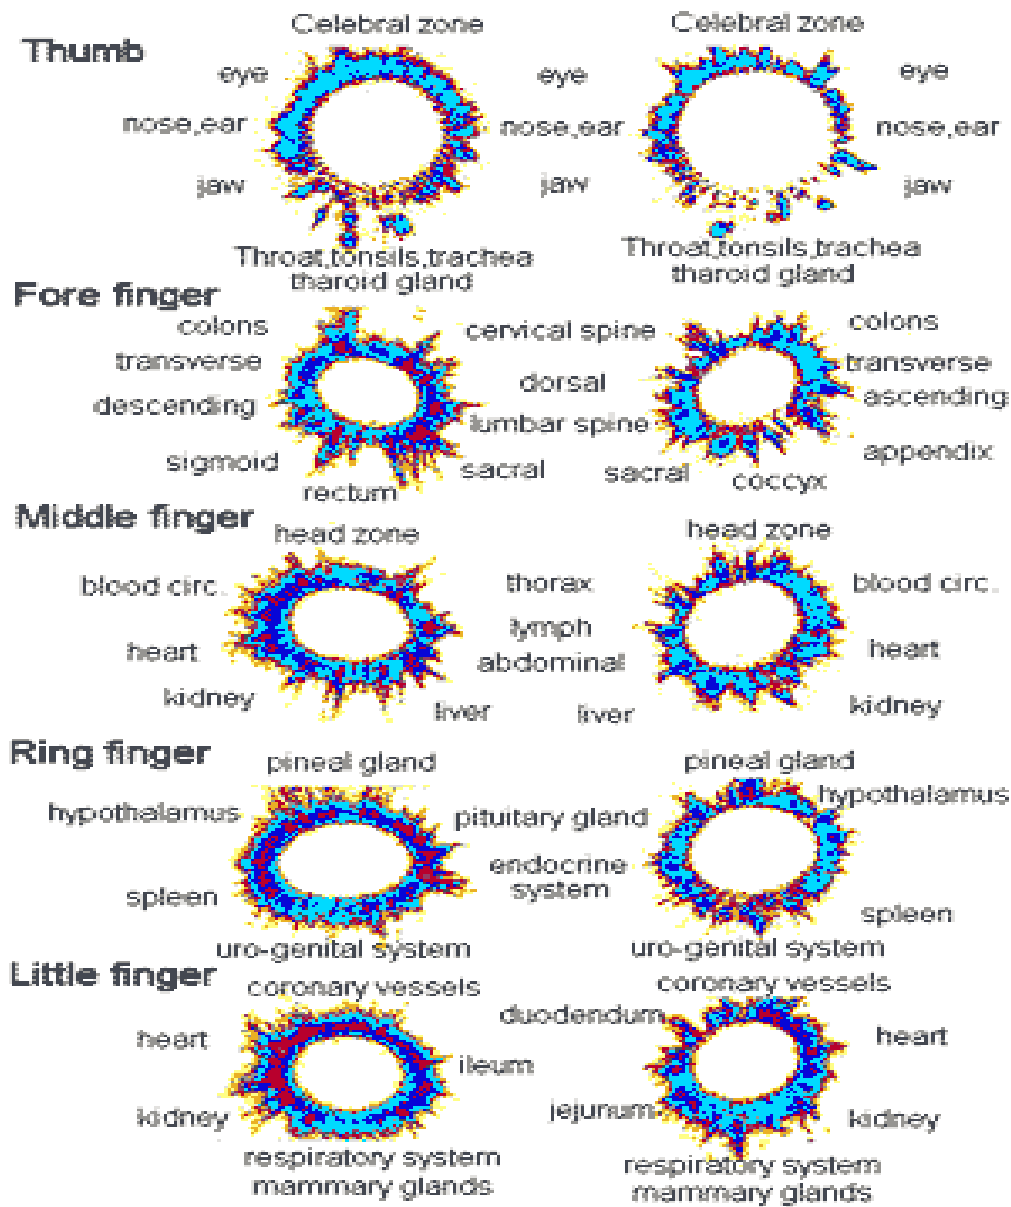 Celebral zone Celebral zone
Thumb
eye eye eye
nose,ear nose,ear nose,ear
jaw jaw jaw
Throat,tonsils,trachea Throat,tonsils,trachea
tharoid gland tharoid gland
Fore finger
colons cervical spine colons
transverse transverse
dorsal
descending ascending
lumbar spine
sigmoid sacral sacral appendix
rectum coccyx
Middle finger
head zone head zone
blood circ. thorax blood circ.
lymph
heart abdominal heart
kidney liver liver kidney
Ring finger
pineal gland pineal gland
hypothalamus pituitary gland hypothalamus
endocrine
system
spleen spleen
uro-genital system uro-genital system
Little finger
coronary vessels coronary vessels
duodendum
heart heart
ileum
kidney jejunum kidney
respiratory system respiratory system
mammary glands mammary glands